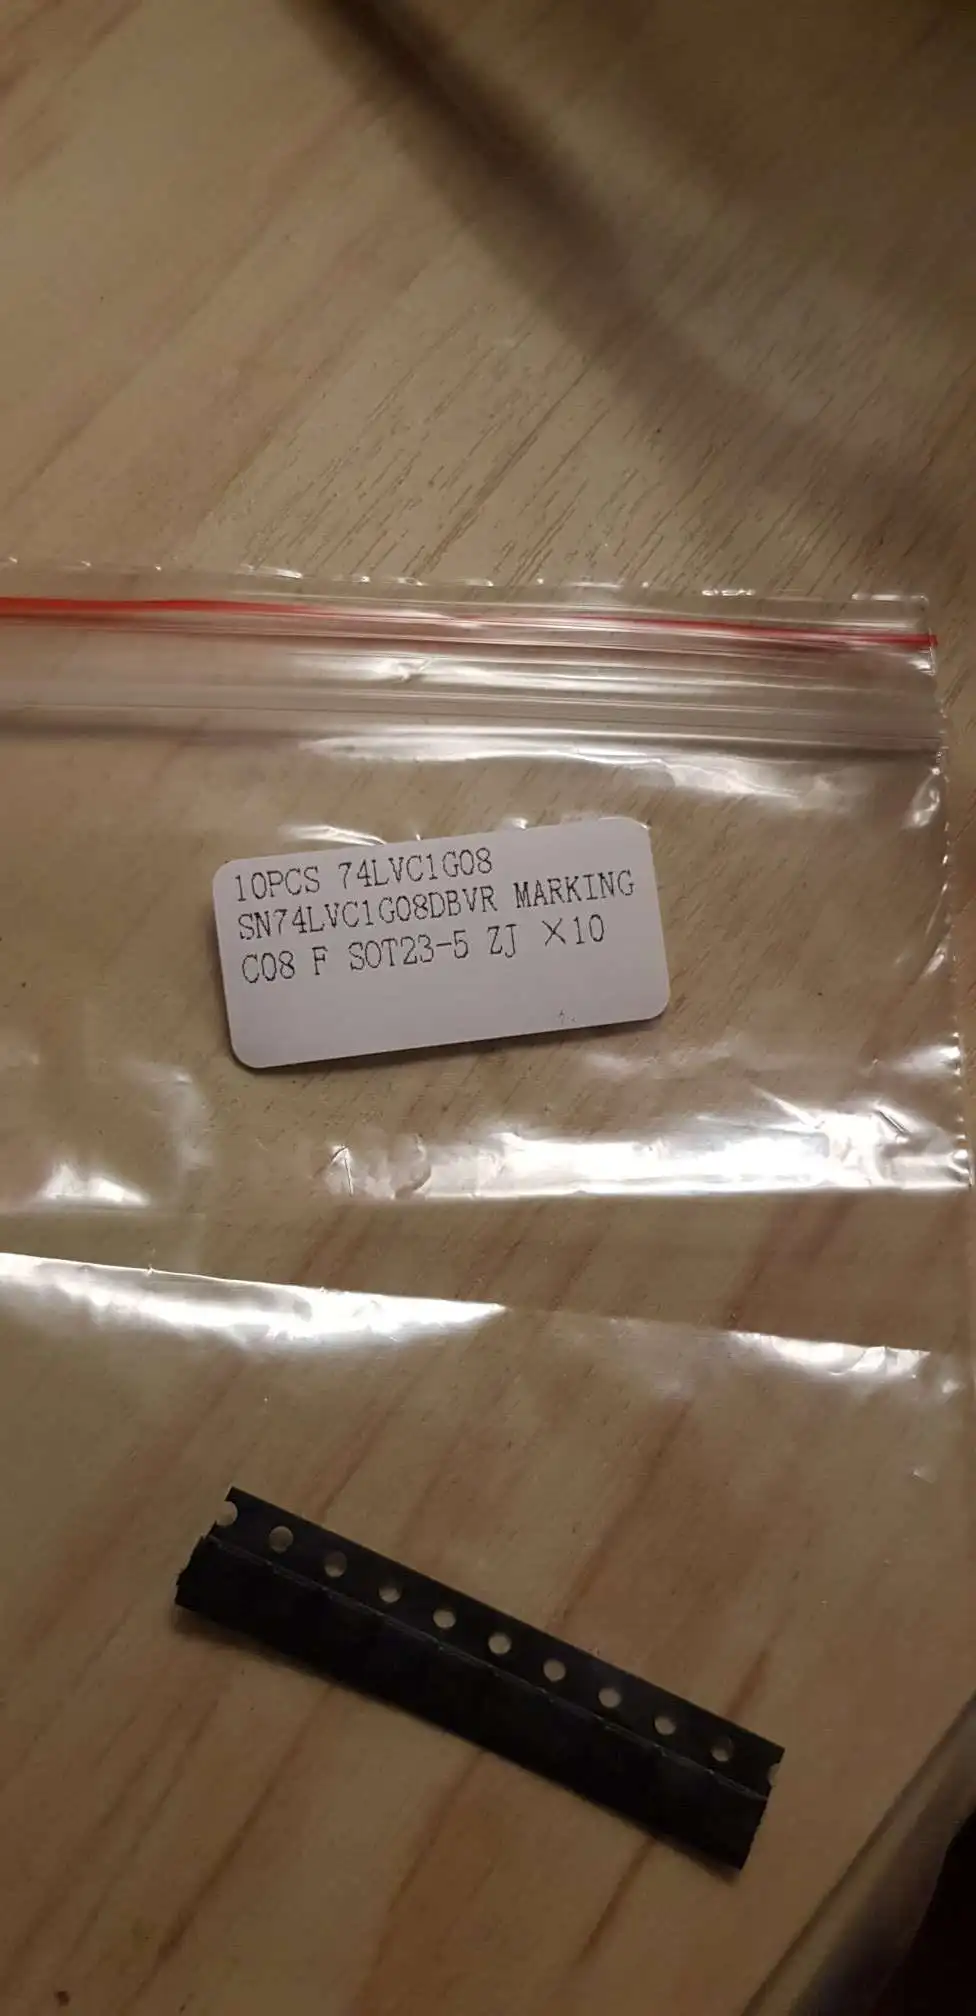 10PCS 74LVC1G08
SN74LVC1G08DBVR MARKING
C08 F SOT23-5 ZJ ×10